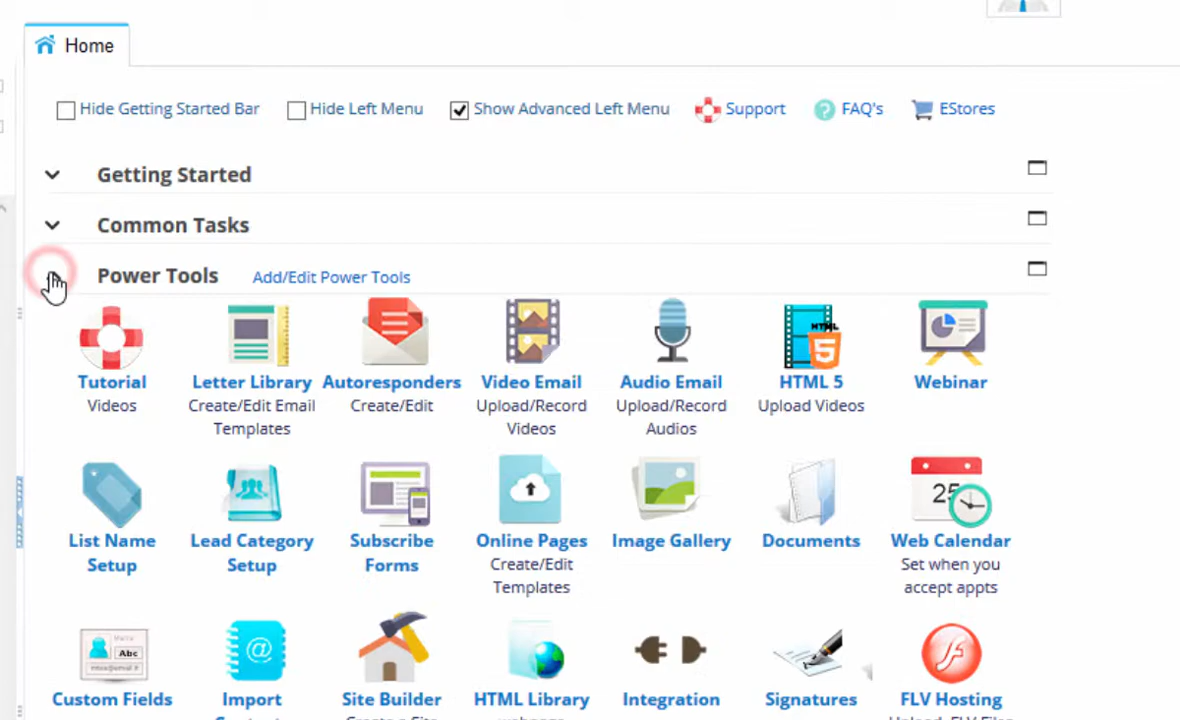 Home
Hide Getting Started Bar
Hide Left Menu
Show Advanced Left Menu
Support
FAQ's
EStores
Getting Started
Common Tasks
Power Tools
Add/Edit Power Tools
HTML
5
Tutorial
Letter Library
Autoresponders
Video Email
Audio Email
HTML 5
Webinar
Videos
Create/Edit Email
Create/Edit
Upload/Record
Upload/Record
Upload Videos
Templates
Videos
Audios
25
List Name
Lead Category
Subscribe
Online Pages
Image Gallery
Documents
Web Calendar
Setup
Setup
Forms
Create/Edit
Set when you
Templates
accept appts
Abc
@
Custom Fields
Import
Site Builder
HTML Library
Integration
Signatures
FLV Hosting